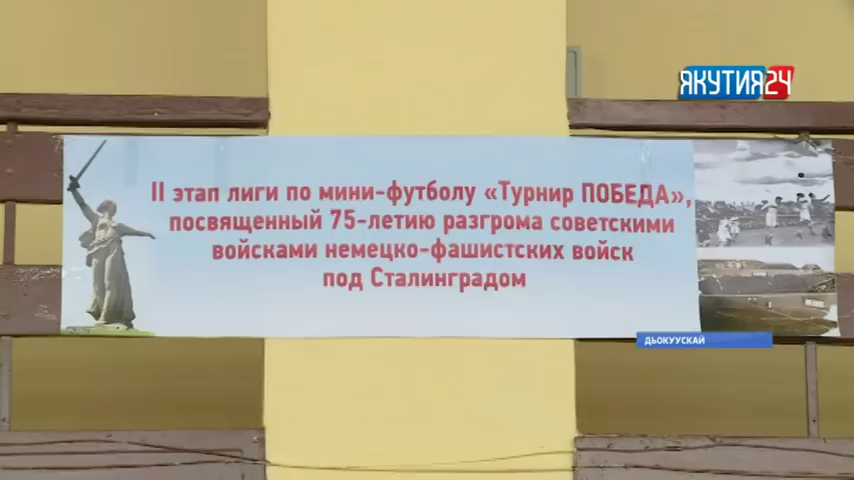 ЯКУТИЯ24
II этап лиги по мини-футболу «Турнир ПОБЕДА»,
посвященный 75-летию разгрома советскими
войсками немецко-фашистских войск
под Сталинградом
ДЬОКУУСКАЙ